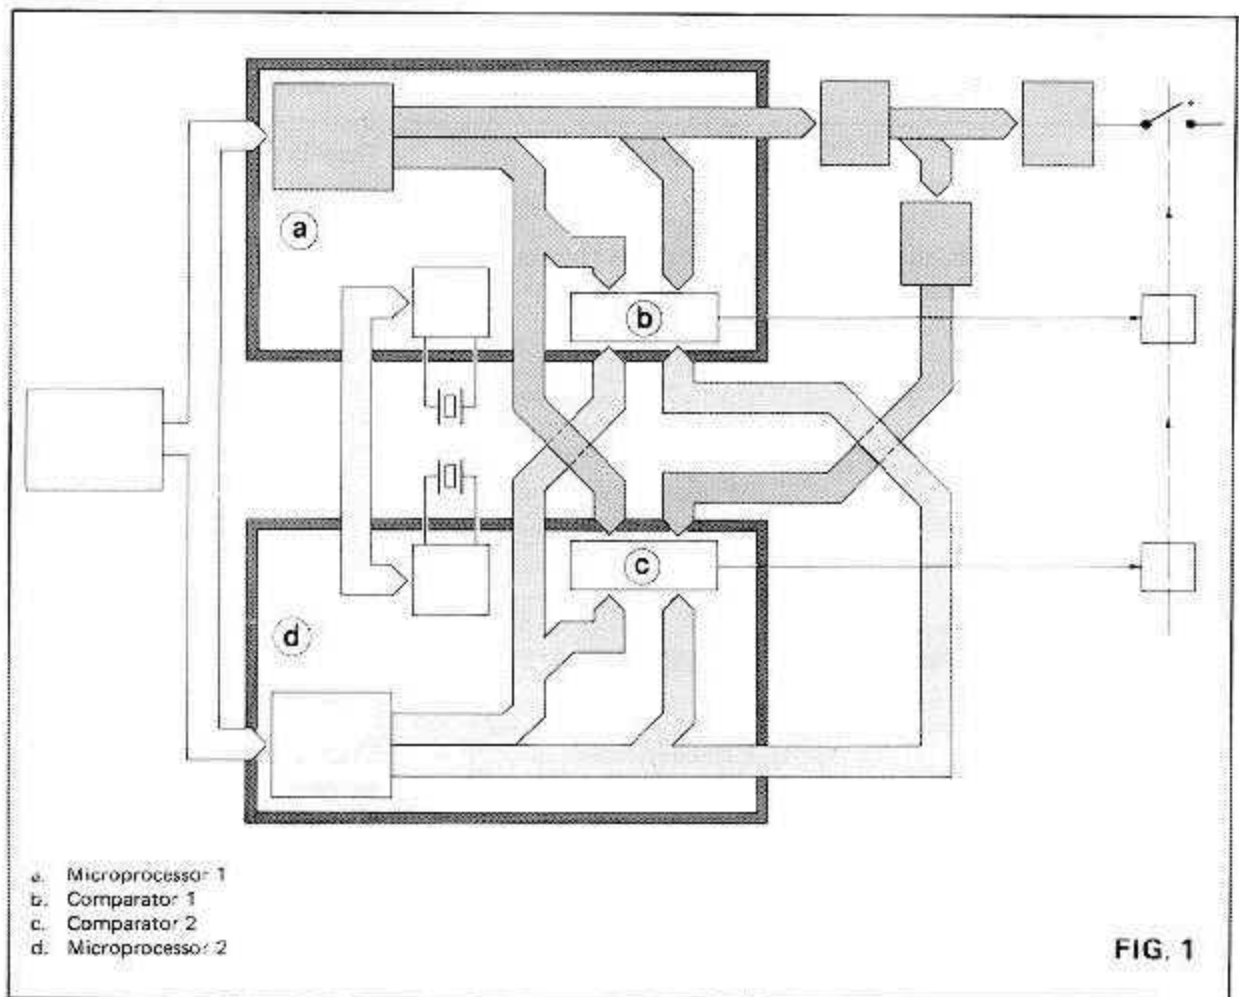 a
b
c
d
a. Microprocessor 1
b. Comparator 1
c. Comparator 2
d. Microprocessor 2
FIG. 1